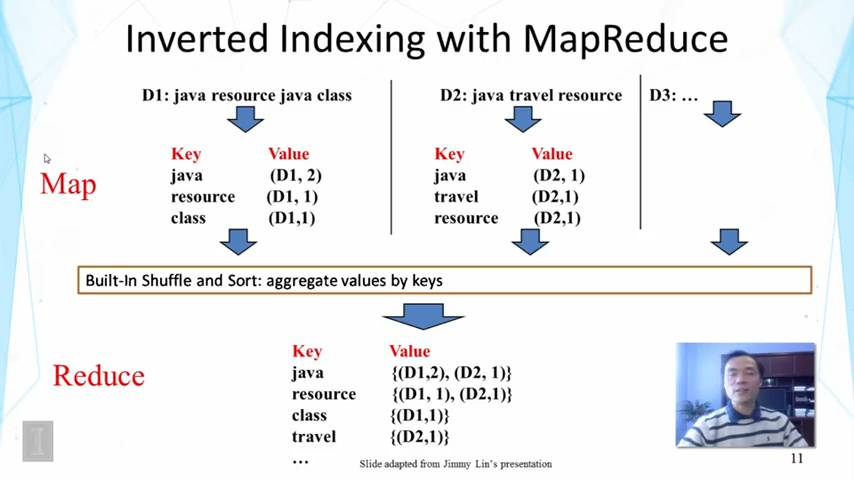 Inverted Indexing with MapReduce
D1: java resource java class
D2: java travel resource
D3: …
Map
Key Value
java (D1, 2)
resource (D1, 1)
class (D1,1)
Key Value
java (D2, 1)
travel (D2,1)
resource (D2,1)
Built-In Shuffle and Sort: aggregate values by keys
Reduce
Key Value
java {(D1,2), (D2, 1)}
resource {(D1, 1), (D2,1)}
class {(D1,1)}
travel {(D2,1)}
…
Slide adapted from Jimmy Lin's presentation
11